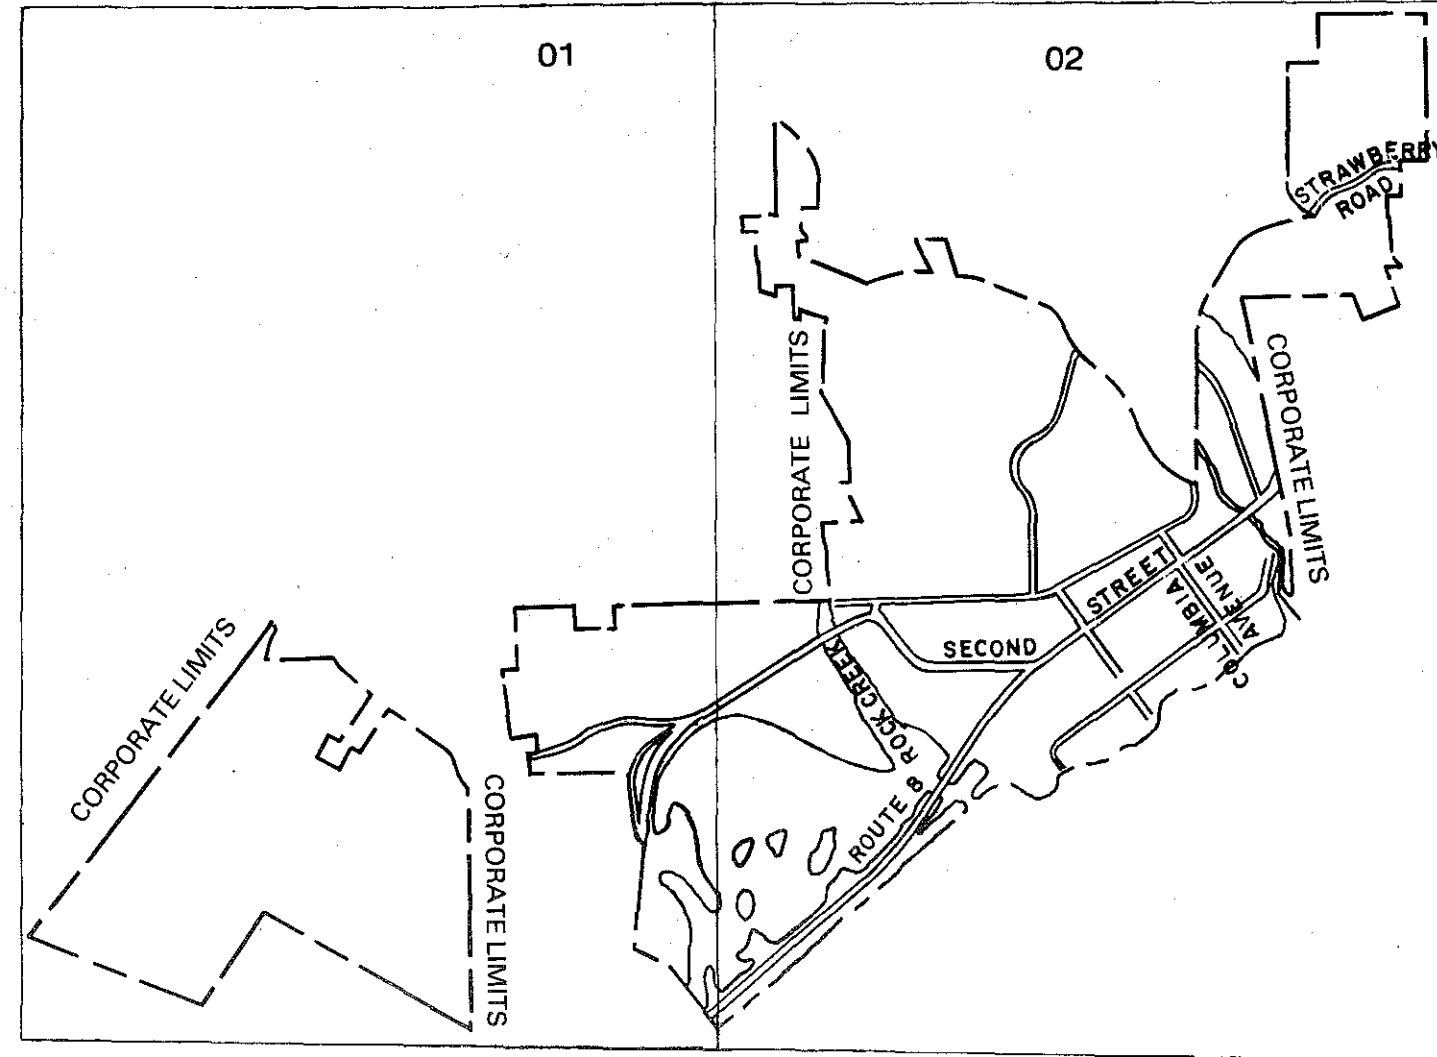 01
02
STRAWBERRY
ROAD
CORPORATE LIMITS
CORPORATE LIMITS
STREET
COLUMBIA
AVENUE
SECOND
ROCK CREEK
ROUTE 8
CORPORATE LIMITS
CORPORATE LIMITS